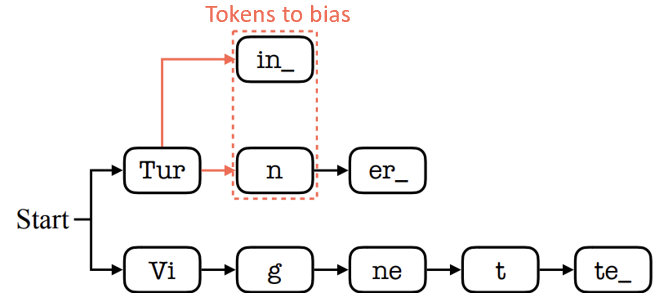 Tokens to bias
in_
Tur n er_
Start
Vi g ne t te_